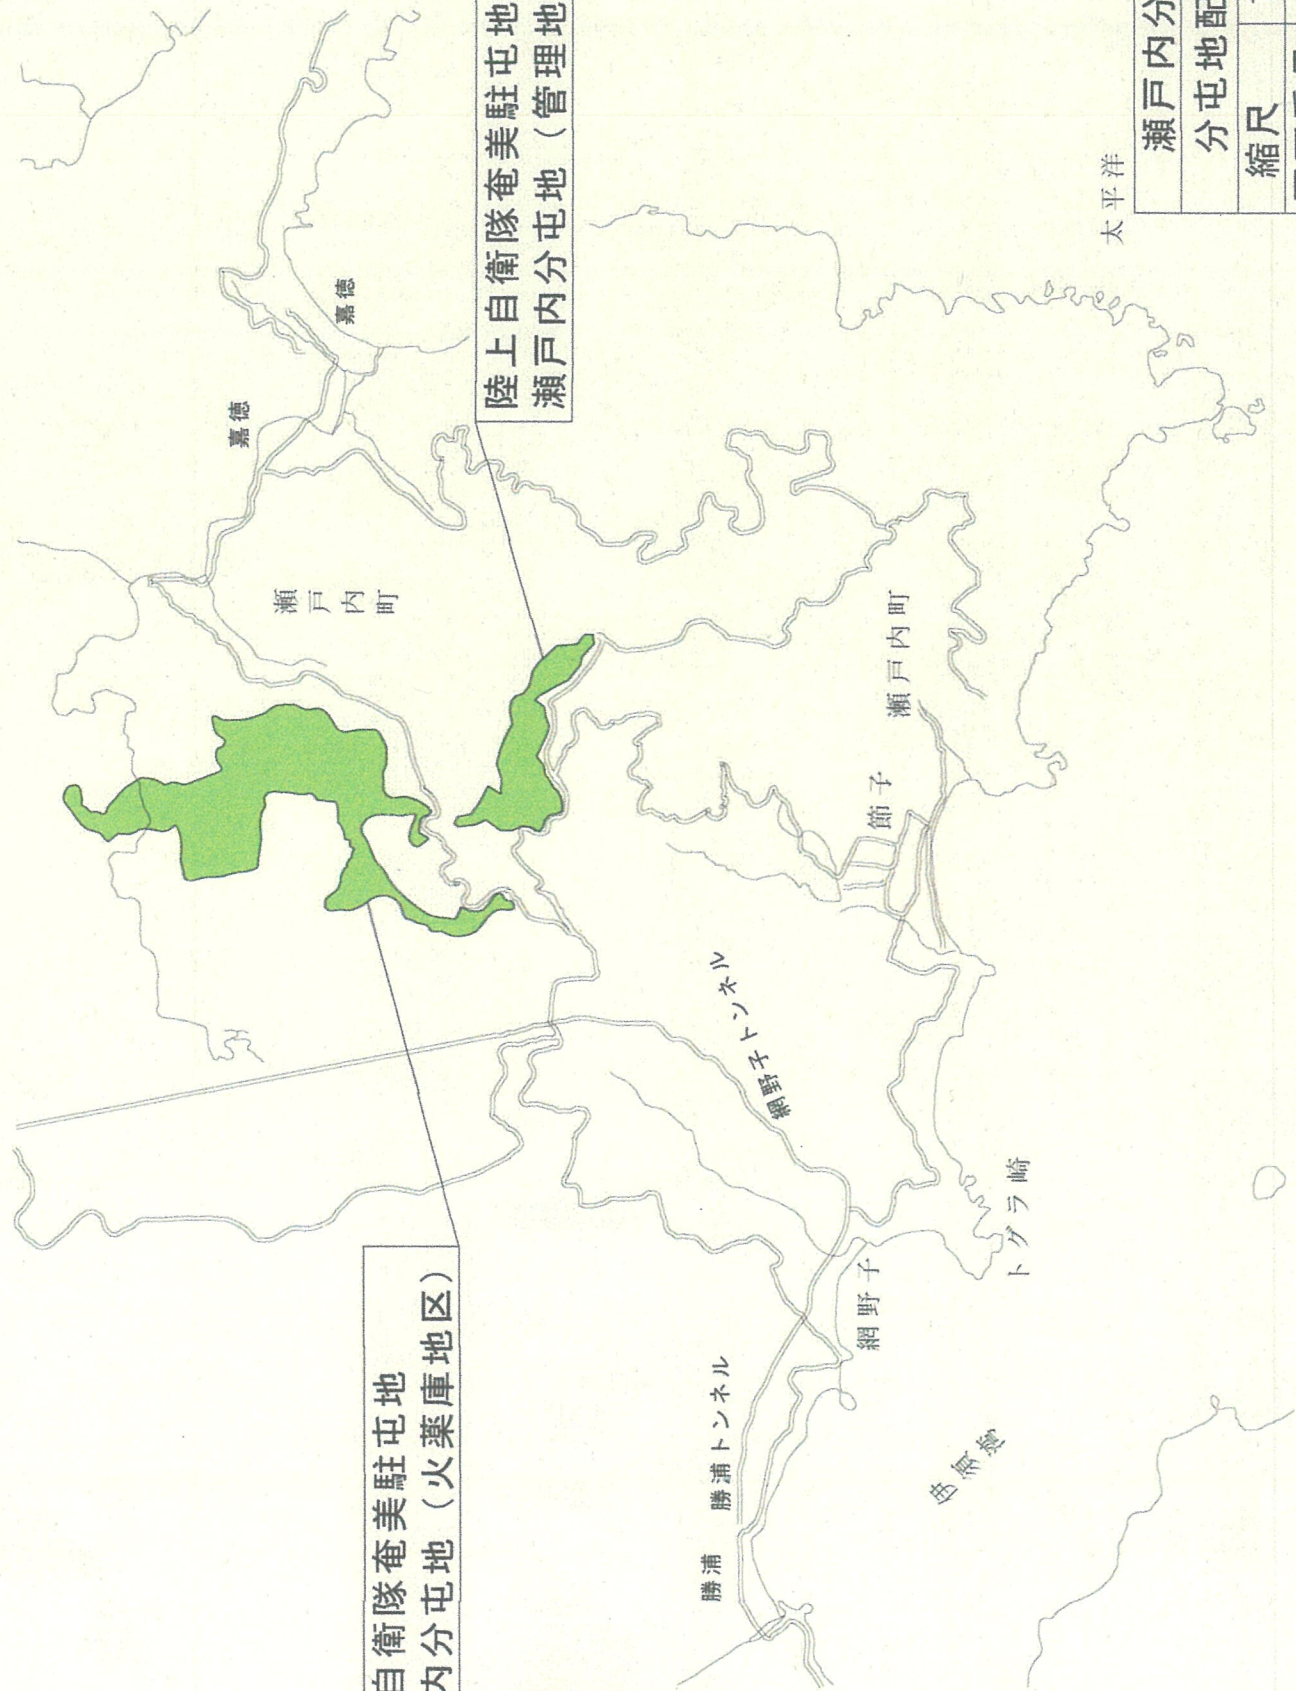 自衛隊奄美駐屯地
内分屯地（火薬庫地区）
陸上自衛隊奄美駐屯地
瀬戸内分屯地（管理地
嘉徳
嘉徳
瀬戸内町
瀬戸内町
節子
網野子トンネル
トグラ崎
網野子
勝浦トンネル
勝浦
伊須湾
太平洋
瀬戸内分
分屯地配
縮尺